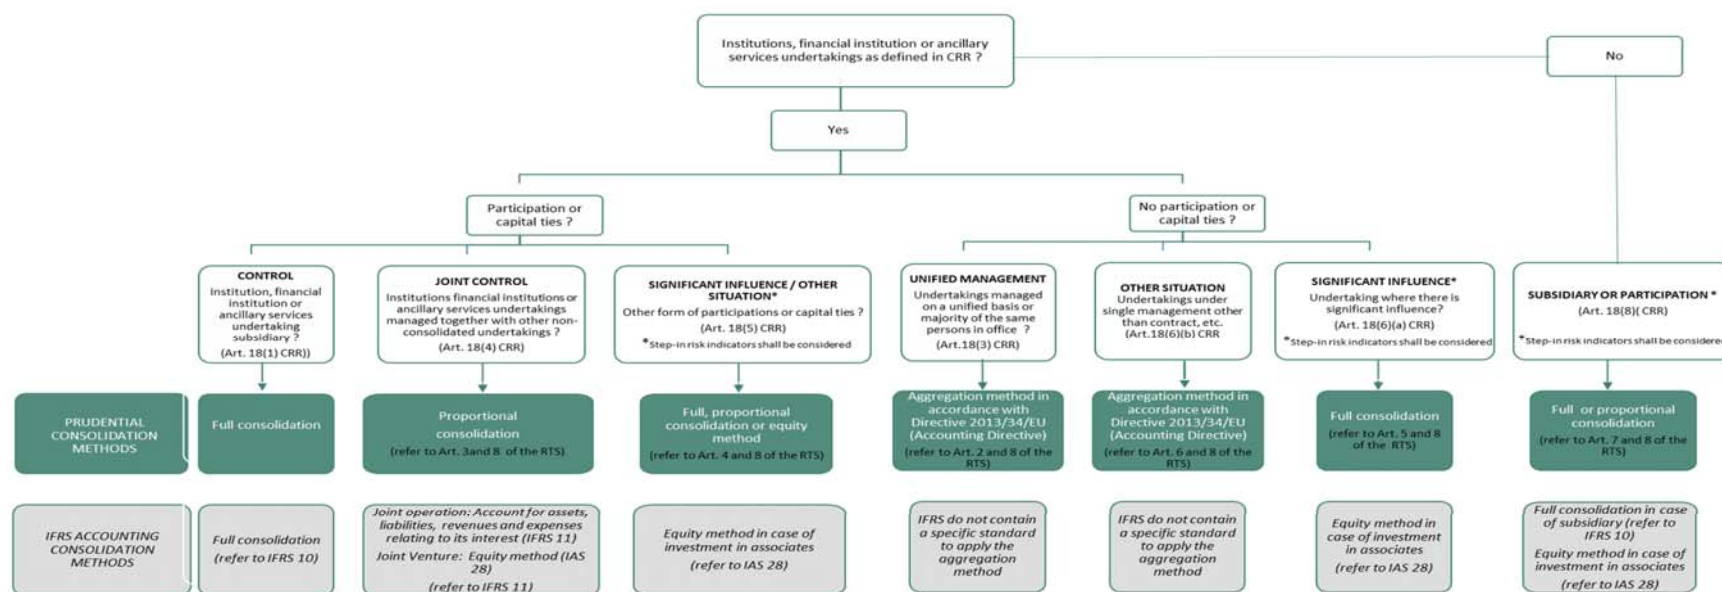 Institutions, financial institution or ancillary
services undertakings as defined in CRR ?
No
Yes
Participation or
capital ties ?
No participation or
capital ties ?
CONTROL
Institution, financial
institution or
ancillary services
undertaking
subsidiary ?
(Art. 18(1) CRR))
JOINT CONTROL
Institutions financial institutions or
ancillary services undertakings
managed together with other non-
consolidated undertakings ?
(Art. 18(4) CRR)
SIGNIFICANT INFLUENCE / OTHER
SITUATION*
Other form of participations or capital ties ?
(Art. 18(5) CRR)
*Step-in risk indicators shall be considered
UNIFIED MANAGEMENT
Undertakings managed
on a unified basis or
majority of the same
persons in office ?
(Art.18(3) CRR)
OTHER SITUATION
Undertakings under
single management other
than contract, etc.
(Art.18(6)(b) CRR
SIGNIFICANT INFLUENCE*
Undertaking where there is
significant influence?
(Art. 18(6)(a) CRR)
*Step-in risk indicators shall be considered
SUBSIDIARY OR PARTICIPATION *
(Art. 18(8)( CRR)
*Step-in risk indicators shall be considered
PRUDENTIAL
CONSOLIDATION
METHODS
Full consolidation
Proportional
consolidation
(refer to Art. 3and 8 of the RTS)
Full, proportional
consolidation or equity
method
(refer to Art. 4 and 8 of the RTS)
Aggregation method in
accordance with
Directive 2013/34/EU
(Accounting Directive)
(refer to Art. 2 and 8 of the
RTS)
Aggregation method in
accordance with
Directive 2013/34/EU
(Accounting Directive)
(refer to Art. 6 and 8 of the
RTS)
Full consolidation
(refer to Art. 5 and 8
of the RTS)
Full or proportional
consolidation
(refer to Art. 7 and 8 of the
RTS)
IFRS ACCOUNTING
CONSOLIDATION
METHODS
Full consolidation
(refer to IFRS 10)
Joint operation: Account for assets,
liabilities, revenues and expenses
relating to its interest (IFRS 11)
Joint Venture: Equity method (IAS
28)
(refer to IFRS 11)
Equity method in case of
investment in associates
(refer to IAS 28)
IFRS do not contain
a specific standard
to apply the
aggregation
method
IFRS do not contain
a specific standard
to apply the
aggregation
method
Equity method in
case of investment
in associates
(refer to IAS 28)
Full consolidation in case
of subsidiary (refer to
IFRS 10)
Equity method in case of
investment in associates
(refer to IAS 28)